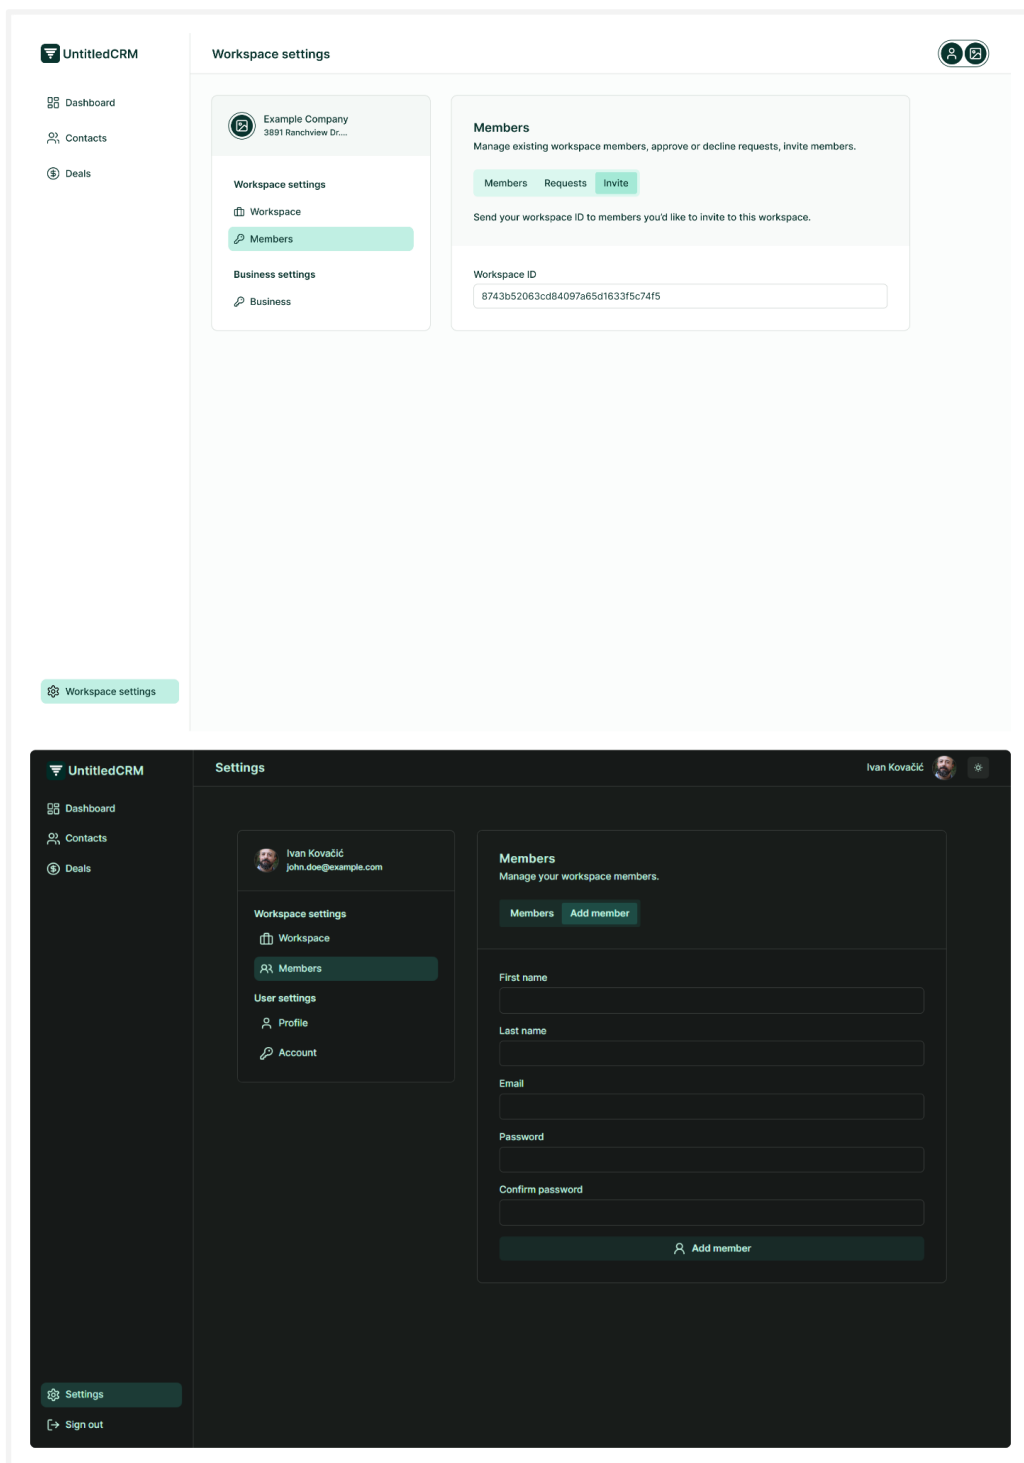 UntitledCRM
Workspace settings
Dashboard
Contacts
Deals
Example Company
3891 Ranchview Dr....
Workspace settings
Workspace
Members
Business settings
Business
Members
Manage existing workspace members, approve or decline requests, invite members.
Members Requests Invite
Send your workspace ID to members you'd like to invite to this workspace.
Workspace ID
8743b52063cd84097a65d1633f5c74f5
Workspace settings
UntitledCRM
Settings
Ivan Kovačić
Dashboard
Contacts
Deals
Ivan Kovačić
john.doe@example.com
Workspace settings
Workspace
Members
User settings
Profile
Account
Members
Manage your workspace members.
Members Add member
First name
Last name
Email
Password
Confirm password
Add member
Settings
Sign out